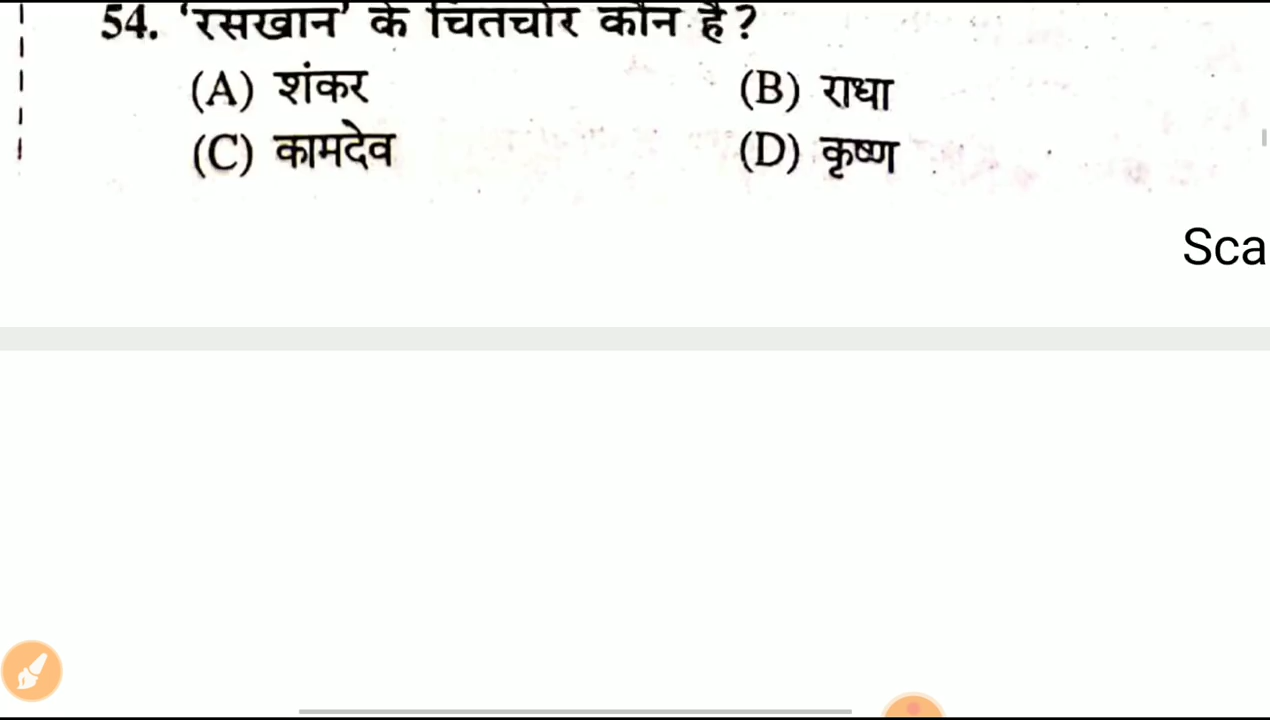 54. 'रसखान' के चितचोर कौन है?
(A) शंकर (B) राधा
(C) कामदेव (D) कृष्ण
Sca